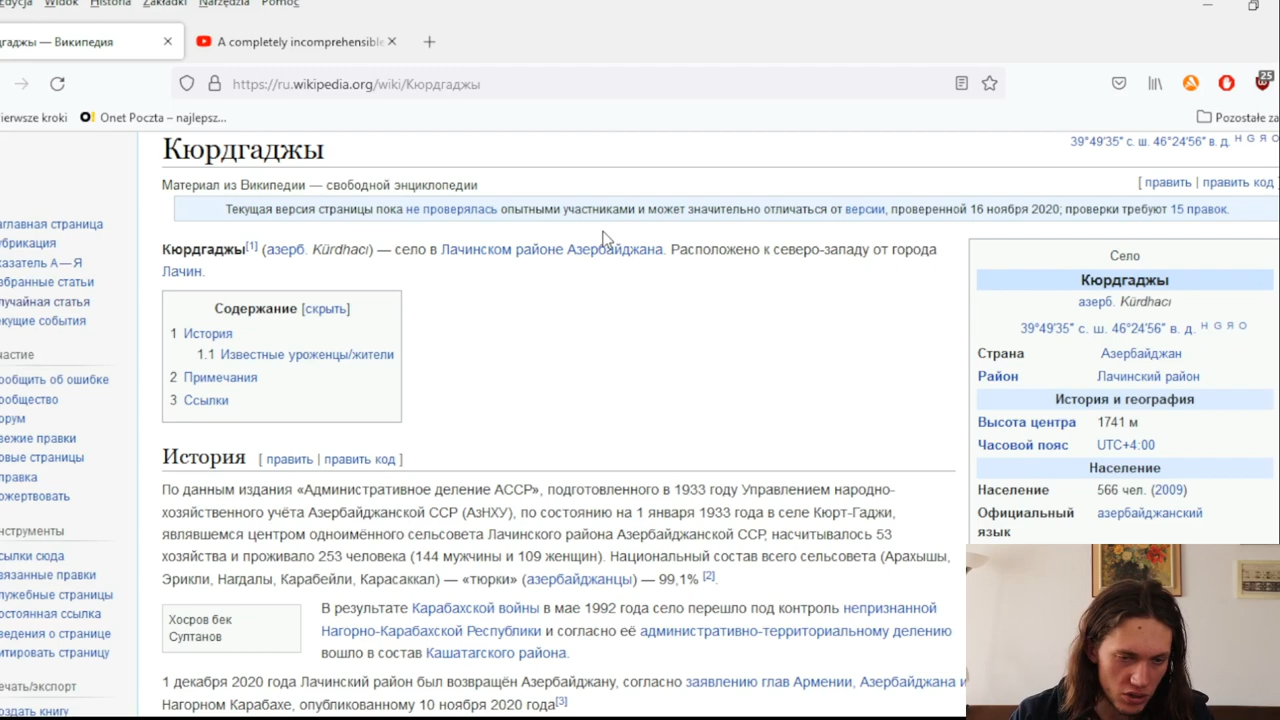 Edycja Widok Historia Zakładki Narzędzia Pomoc
дгаджы — Википедия
A completely incomprehensible
25
https://ru.wikipedia.org/wiki/Кюрдгаджы
ierwsze kroki
Onet Poczta – najlepsz...
Pozostałe za
Кюрдгаджы
39°49′35″ с. ш. 46°24′56″ в. д. H G Я O
Материал из Википедии — свободной энциклопедии
[ править | править код
Текущая версия страницы пока не проверялась опытными участниками и может значительно отличаться от версии, проверенной 16 ноября 2020; проверки требуют 15 правок.
Кюрдгаджы[1] (азерб. Kürdhacı) — село в Лачинском районе Азербайджана. Расположено к северо-западу от города
Лачин.
Содержание [скрыть]
1 История
1.1 Известные уроженцы/жители
2 Примечания
3 Ссылки
История [ править | править код ]
По данным издания «Административное деление АССР», подготовленного в 1933 году Управлением народно-
хозяйственного учёта Азербайджанской ССР (АзНХУ), по состоянию на 1 января 1933 года в селе Кюрт-Гаджи,
являвшемся центром одноимённого сельсовета Лачинского района Азербайджанской ССР, насчитывалось 53
хозяйства и проживало 253 человека (144 мужчины и 109 женщин). Национальный состав всего сельсовета (Арахышы,
Эрикли, Нагдалы, Карабейли, Карасаккал) — «тюрки» (азербайджанцы) — 99,1% [2].
Хосров бек
Султанов
В результате Карабахской войны в мае 1992 года село перешло под контроль непризнанной
Нагорно-Карабахской Республики и согласно её административно-территориальному делению
вошло в состав Кашатагского района.
1 декабря 2020 года Лачинский район был возвращён Азербайджану, согласно заявлению глав Армении, Азербайджана и
Нагорном Карабахе, опубликованному 10 ноября 2020 года[3]
Село
Кюрдгаджы
азерб. Kürdhacı
39°49′35″ с. ш. 46°24′56″ в. д. H G Я O
Страна Азербайджан
Район Лачинский район
История и география
Высота центра 1741 м
Часовой пояс UTC+4:00
Население
Население 566 чел. (2009)
Официальный азербайджанский
язык
аглавная страница
убрикация
казатель А — Я
збранные статьи
лучайная статья
екущие события
частие
ообщить об ошибке
ообщество
орум
вежие правки
овые страницы
правка
ожертвовать
нструменты
сылки сюда
вязанные правки
лужебные страницы
остоянная ссылка
ведения о странице
итировать страницу
ечать/экспорт
оздать книгу